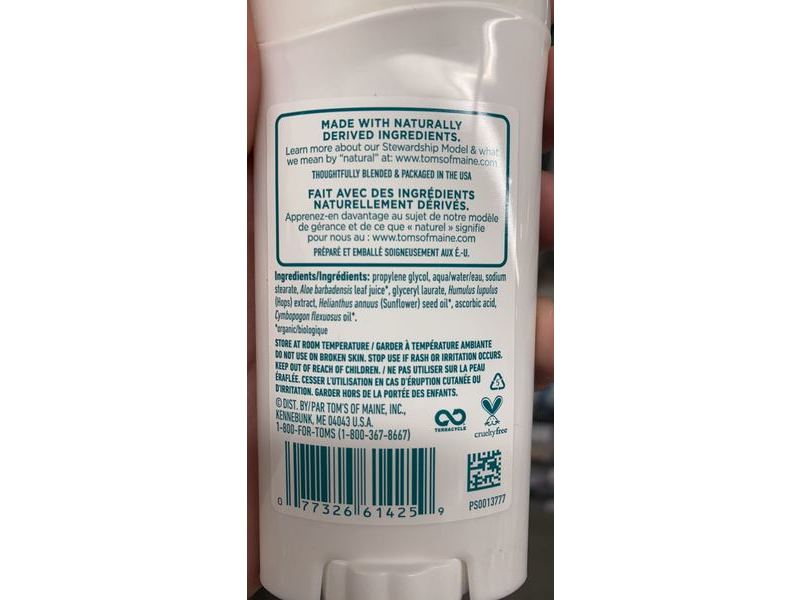 MADE WITH NATURALLY
DERIVED INGREDIENTS.
Learn more about our Stewardship Model & what
we mean by "natural" at: www.tomsofmaine.com
THOUGHTFULLY BLENDED & PACKAGED IN THE USA
FAIT AVEC DES INGRÉDIENTS
NATURELLEMENT DÉRIVÉS.
Apprenez-en davantage au sujet de notre modèle
de gérance et de ce que « naturel » signifie
pour nous au : www.tomsofmaine.com
PRÉPARÉ ET EMBALLÉ SOIGNEUSEMENT AUX É.-U.
Ingredients/Ingrédients: propylene glycol, aqua/water/eau, sodium
stearate, Aloe barbadensis leaf juice*, glyceryl laurate, Humulus lupulus
(Hops) extract, Helianthus annuus (Sunflower) seed oil*, ascorbic acid,
Cymbopogon flexuosus oil*.
*organic/biologique
STORE AT ROOM TEMPERATURE / GARDER À TEMPÉRATURE AMBIANTE
DO NOT USE ON BROKEN SKIN. STOP USE IF RASH OR IRRITATION OCCURS.
KEEP OUT OF REACH OF CHILDREN. / NE PAS UTILISER SUR LA PEAU
ÉRAFLÉE. CESSER L'UTILISATION EN CAS D'ÉRUPTION CUTANÉE OU
D'IRRITATION. GARDER HORS DE LA PORTÉE DES ENFANTS.
© DIST. BY/PAR TOM'S OF MAINE, INC.,
KENNEBUNK, ME 04043 U.S.A.
1-800-FOR-TOMS (1-800-367-8667)
5
TERRACYCLE
crueltyfree
0 77326 61425 9
PS0013777